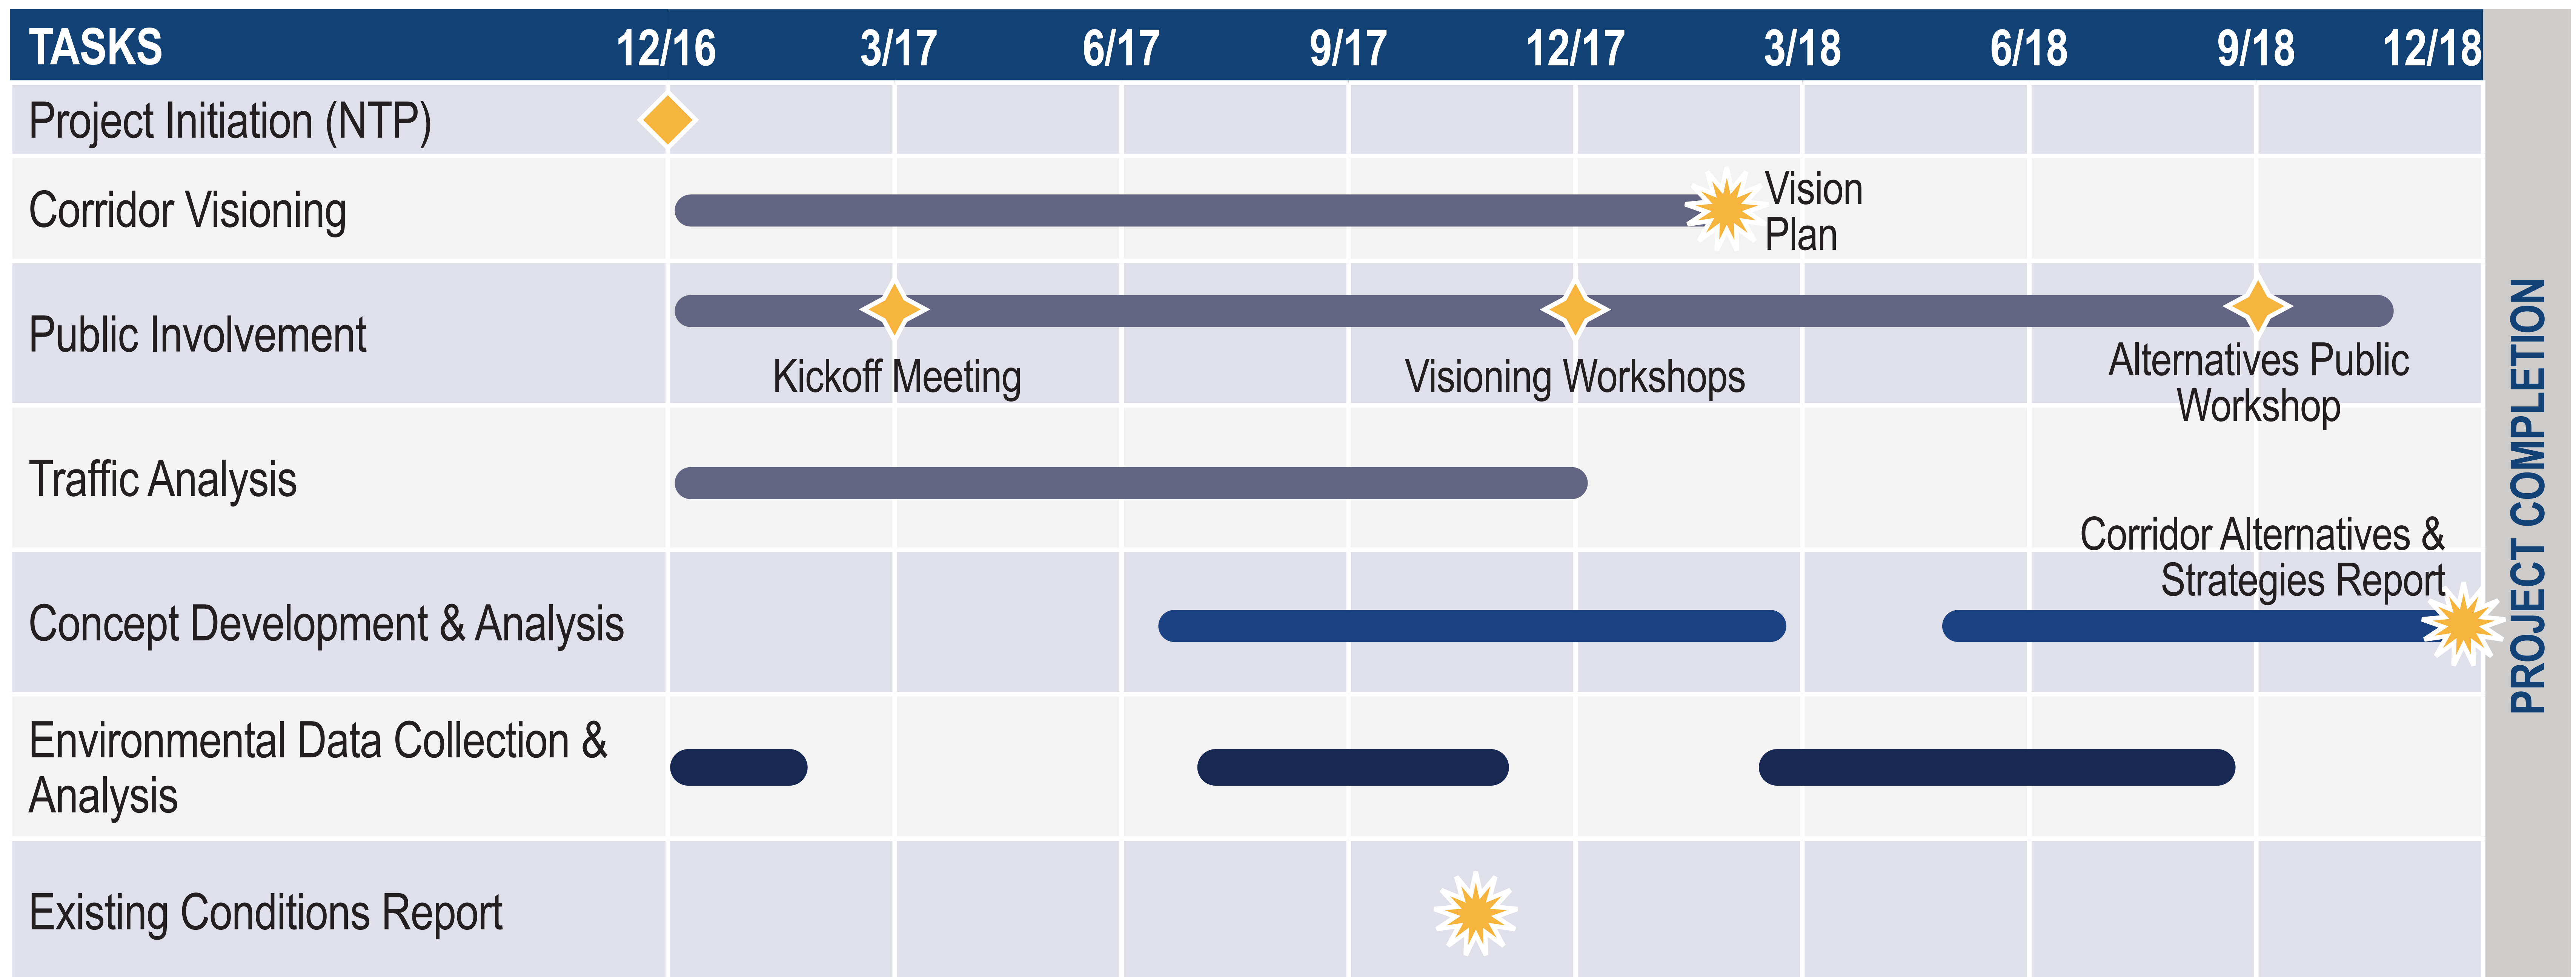 TASKS 12/16 3/17 6/17 9/17 12/17 3/18 6/18 9/18 12/18
Project Initiation (NTP)
Corridor Visioning
Vision
Plan
Public Involvement
Kickoff Meeting
Visioning Workshops
Alternatives Public
Workshop
Traffic Analysis
Corridor Alternatives &
Strategies Report
Concept Development & Analysis
Environmental Data Collection &
Analysis
Existing Conditions Report
PROJECT COMPLETION